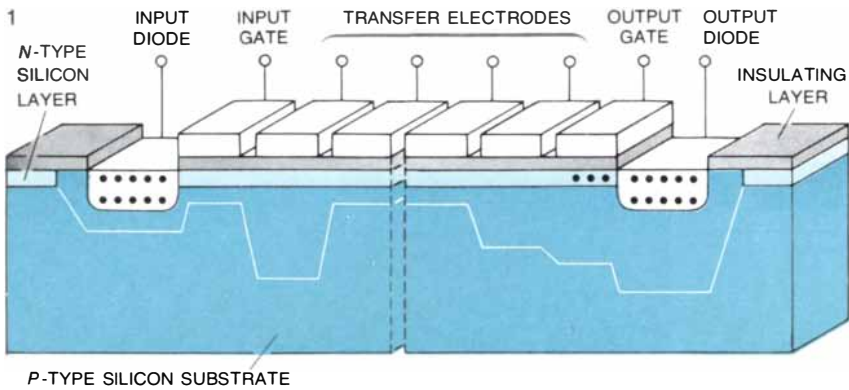 1
N-TYPE
SILICON
LAYER
INPUT
DIODE
INPUT
GATE
TRANSFER ELECTRODES
OUTPUT
GATE
OUTPUT
DIODE
INSULATING
LAYER
P-TYPE SILICON SUBSTRATE